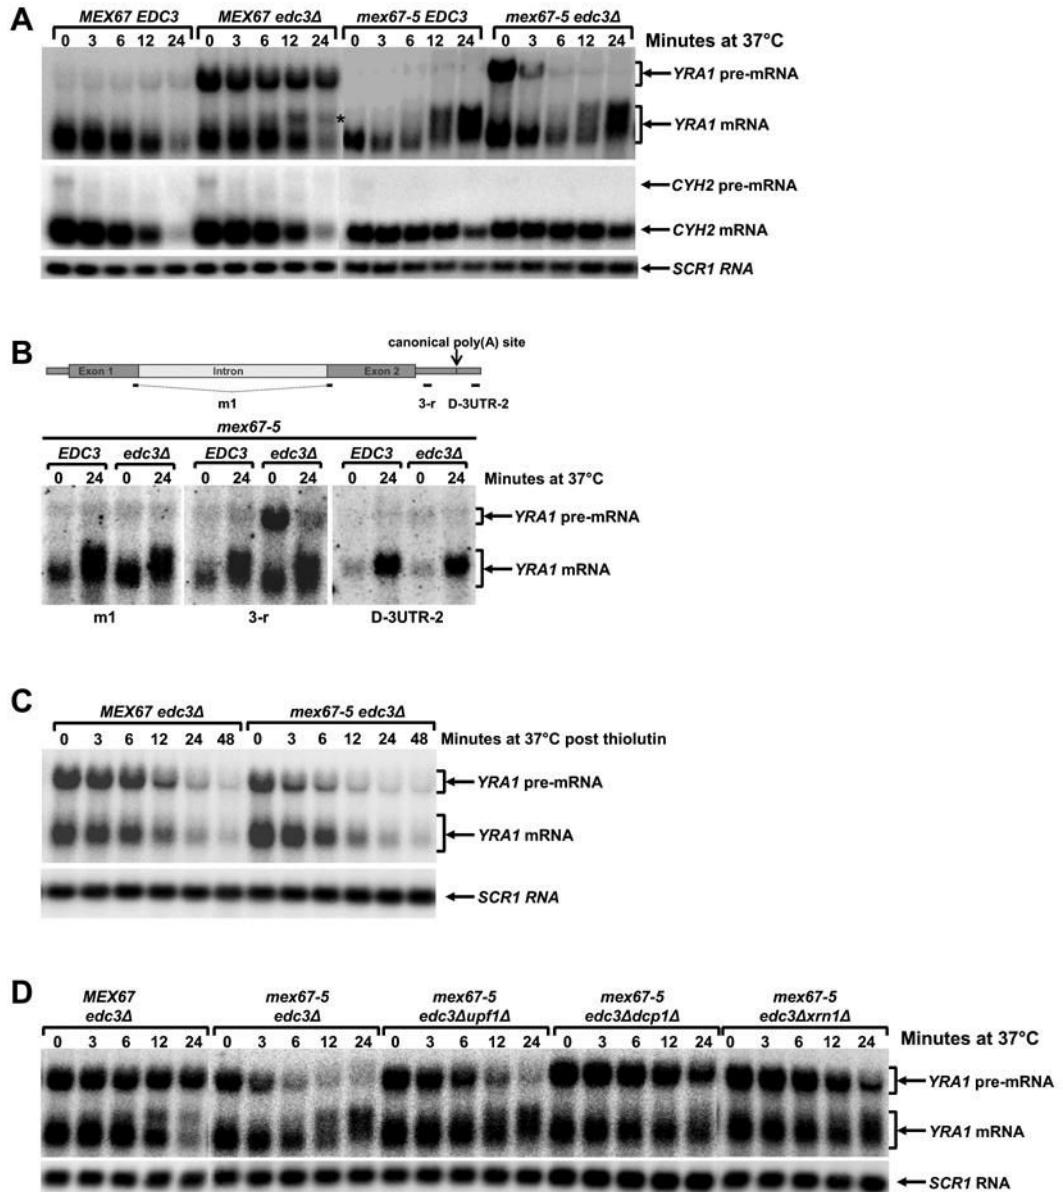 A
MEX67 EDC3 MEX67 edc3Δ mex67-5 EDC3 mex67-5 edc3Δ
0 3 6 12 24 0 3 6 12 24 0 3 6 12 24 0 3 6 12 24 Minutes at 37°C
YRA1 pre-mRNA
*
YRA1 mRNA
CYH2 pre-mRNA
CYH2 mRNA
SCR1 RNA
B
canonical poly(A) site
Exon 1 Intron Exon 2
m1 3-r D-3UTR-2
mex67-5
EDC3 edc3Δ EDC3 edc3Δ EDC3 edc3Δ
0 24 0 24 0 24 0 24 0 24 0 24 Minutes at 37°C
YRA1 pre-mRNA
YRA1 mRNA
m1 3-r D-3UTR-2
C
MEX67 edc3Δ mex67-5 edc3Δ
0 3 6 12 24 48 0 3 6 12 24 48 Minutes at 37°C post thiolutin
YRA1 pre-mRNA
YRA1 mRNA
SCR1 RNA
D
MEX67 mex67-5 mex67-5 mex67-5 mex67-5
edc3Δ edc3Δ edc3Δupf1Δ edc3Δdcp1Δ edc3Δxrn1Δ
0 3 6 12 24 0 3 6 12 24 0 3 6 12 24 0 3 6 12 24 0 3 6 12 24 Minutes at 37°C
YRA1 pre-mRNA
YRA1 mRNA
SCR1 RNA